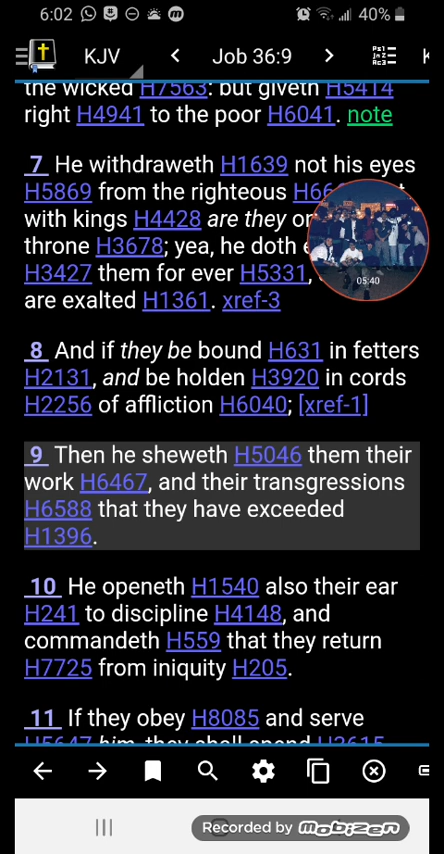 6:02 40%
KJV < Job 36:9 >
the wicked H7563: but giveth H5414
right H4941 to the poor H6041. note
7 He withdraweth H1639 not his eyes
H5869 from the righteous
with kings H4428 are they
throne H3678; yea, he doth
H3427 them for ever H5331,
are exalted H1361. xref-3
05:40
8 And if they be bound H631 in fetters
H2131, and be holden H3920 in cords
H2256 of affliction H6040; [xref-1]
9 Then he sheweth H5046 them their
work H6467, and their transgressions
H6588 that they have exceeded
H1396.
10 He openeth H1540 also their ear
H241 to discipline H4148, and
commandeth H559 that they return
H7725 from iniquity H205.
11 If they obey H8085 and serve
H5647 him, they shall spend H3615
Recorded by mobizen